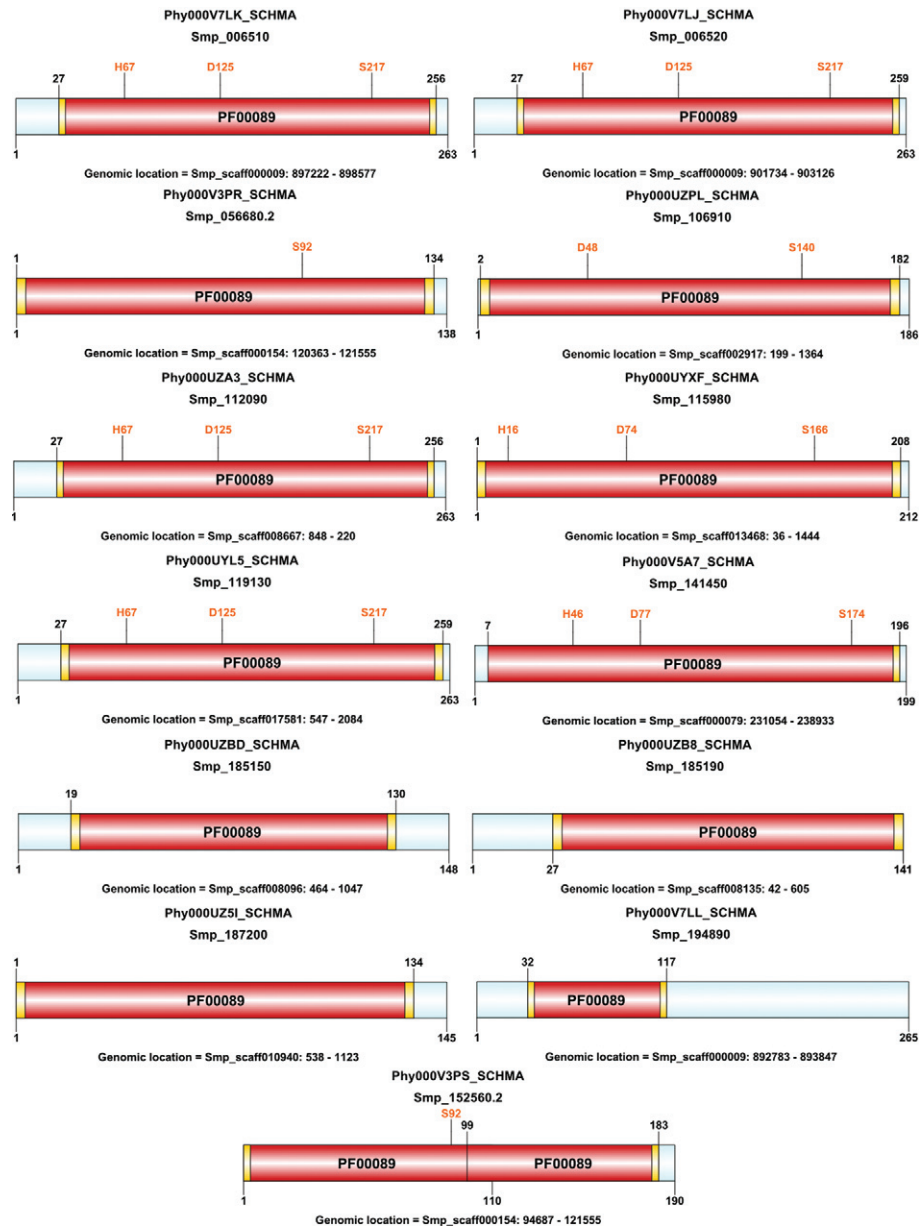 Phy000V7LK_SCHMA
Smp_006510
H67 D125 S217
27 256
PF00089
1 263
Genomic location = Smp_scaff000009: 897222 - 898577
Phy000V7LJ_SCHMA
Smp_006520
H67 D125 S217
27 259
PF00089
1 263
Genomic location = Smp_scaff000009: 901734 - 903126
Phy000V3PR_SCHMA
Smp_056680.2
S92
1 134
PF00089
1 138
Genomic location = Smp_scaff000154: 120363 - 121555
Phy000UZPL_SCHMA
Smp_106910
D48 S140
2 182
PF00089
1 186
Genomic location = Smp_scaff002917: 199 - 1364
Phy000UZA3_SCHMA
Smp_112090
H67 D125 S217
27 256
PF00089
1 263
Genomic location = Smp_scaff008667: 848 - 220
Phy000UYXF_SCHMA
Smp_115980
H16 D74 S166
1 208
PF00089
1 212
Genomic location = Smp_scaff013468: 36 - 1444
Phy000UYL5_SCHMA
Smp_119130
H67 D125 S217
27 259
PF00089
1 263
Genomic location = Smp_scaff017581: 547 - 2084
Phy000V5A7_SCHMA
Smp_141450
H46 D77 S174
7 196
PF00089
1 199
Genomic location = Smp_scaff000079: 231054 - 238933
Phy000UZBD_SCHMA
Smp_185150
19 130
PF00089
1 148
Genomic location = Smp_scaff008096: 464 - 1047
Phy000UZB8_SCHMA
Smp_185190
PF00089
1 27 141
Genomic location = Smp_scaff008135: 42 - 605
Phy000UZ5I_SCHMA
Smp_187200
1 134
PF00089
1 145
Genomic location = Smp_scaff010940: 538 - 1123
Phy000V7LL_SCHMA
Smp_194890
32 117
PF00089
1 265
Genomic location = Smp_scaff000009: 892783 - 893847
Phy000V3PS_SCHMA
Smp_152560.2
S92
99 183
PF00089 PF00089
1 110 190
Genomic location = Smp_scaff000154: 94687 - 121555